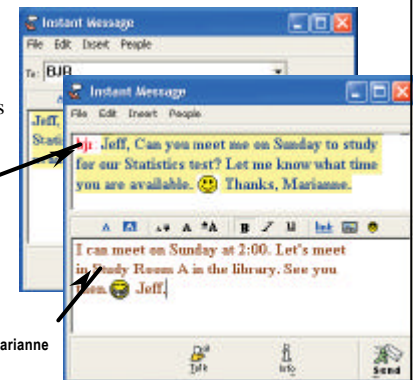 Instant Message
File Edit Insert People
To: BJR
Jeff,
Instant Message
File Edit Insert People
bjr: Jeff, Can you meet me on Sunday to study
for our Statistics test? Let me know what time
you are available. Thanks, Marianne.
A A A A A B I U link
I can meet on Sunday at 2:00. Let's meet
in Study Room A in the library. See you
then. Jeff,
Talk Info Send
arianne
s